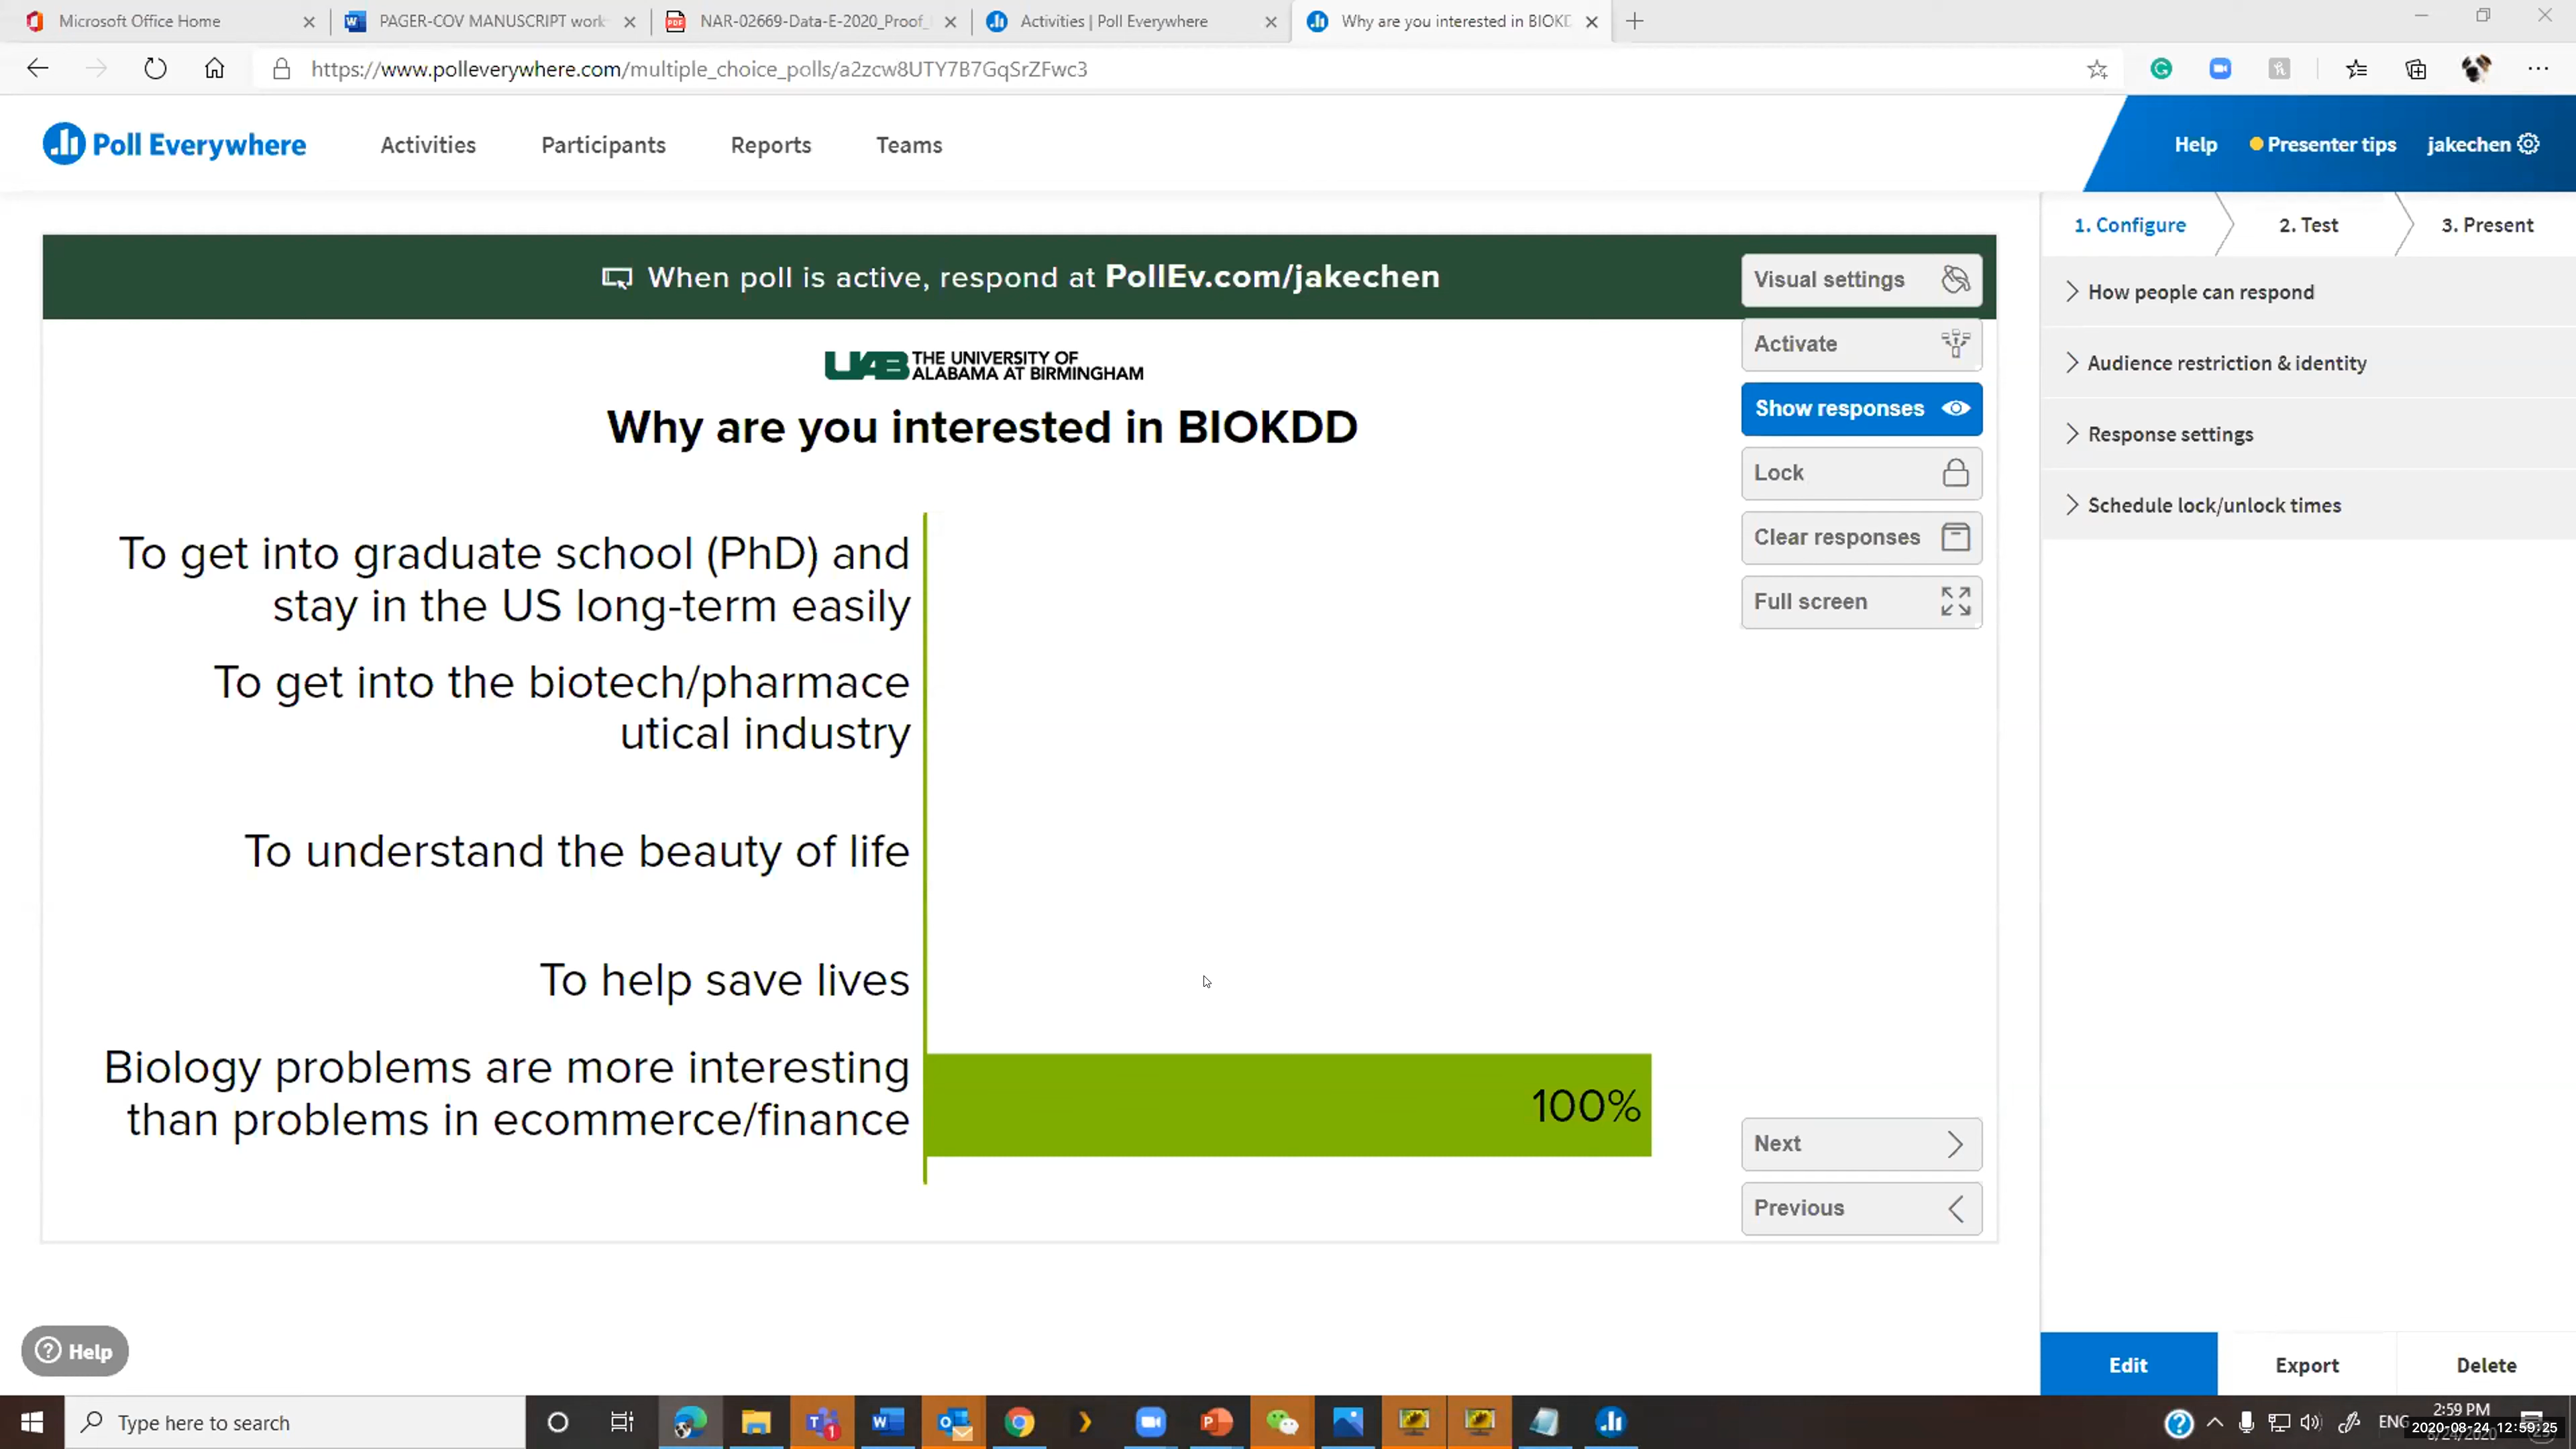 Microsoft Office Home
PAGER-COV MANUSCRIPT work
NAR-02669-Data-E-2020_Proof_
Activities | Poll Everywhere
Why are you interested in BIOKD
https://www.polleverywhere.com/multiple_choice_polls/a2zcw8UTY7B7GqSrZFwc3
Poll Everywhere
Activities
Participants
Reports
Teams
Help
Presenter tips
jakechen
1. Configure
2. Test
3. Present
How people can respond
Audience restriction & identity
Response settings
Schedule lock/unlock times
When poll is active, respond at PollEv.com/jakechen
Visual settings
Activate
Show responses
Lock
Clear responses
Full screen
UAB THE UNIVERSITY OF
ALABAMA AT BIRMINGHAM
Why are you interested in BIOKDD
To get into graduate school (PhD) and
stay in the US long-term easily
To get into the biotech/pharmace
utical industry
To understand the beauty of life
To help save lives
Biology problems are more interesting
than problems in ecommerce/finance
100%
Next
Previous
Help
Edit
Export
Delete
Type here to search
1
ENG
2:59 PM
2020-08-24 12:59:25